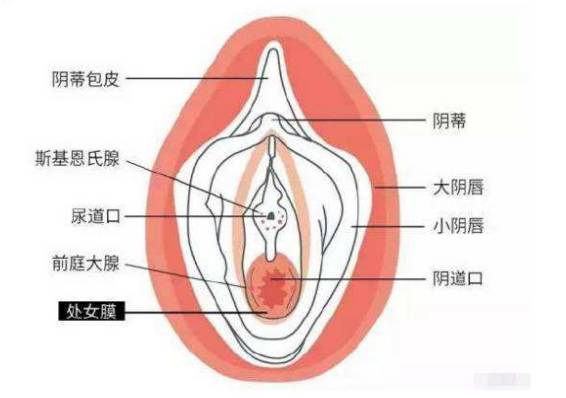 阴蒂包皮
阴蒂
斯基恩氏腺
大阴唇
尿道口
小阴唇
前庭大腺
阴道口
处女膜